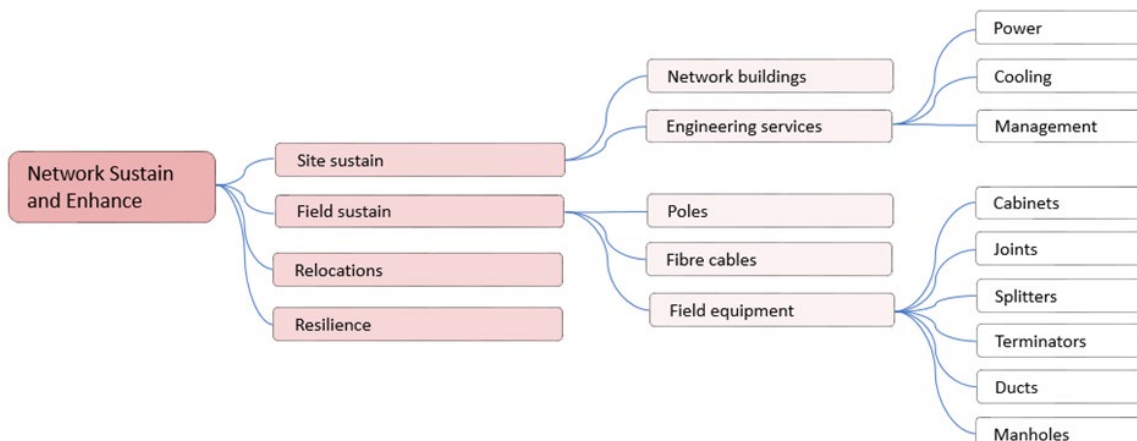 Network Sustain
and Enhance
Site sustain
Field sustain
Relocations
Resilience
Network buildings
Engineering services
Poles
Fibre cables
Field equipment
Power
Cooling
Management
Cabinets
Joints
Splitters
Terminators
Ducts
Manholes